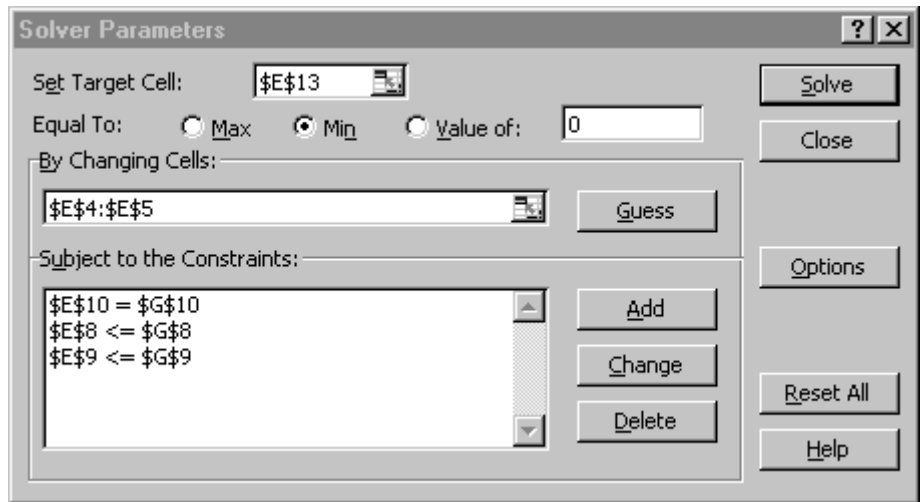 Solver Parameters
Set Target Cell: $E$13 Solve
Equal To: Max Min Value of: 0
Close
By Changing Cells:
$E$4:$E$5 Guess
Subject to the Constraints: Options
$E$10 = $G$10 Add
$E$8 <= $G$8
$E$9 <= $G$9 Change
Reset All
Delete
Help